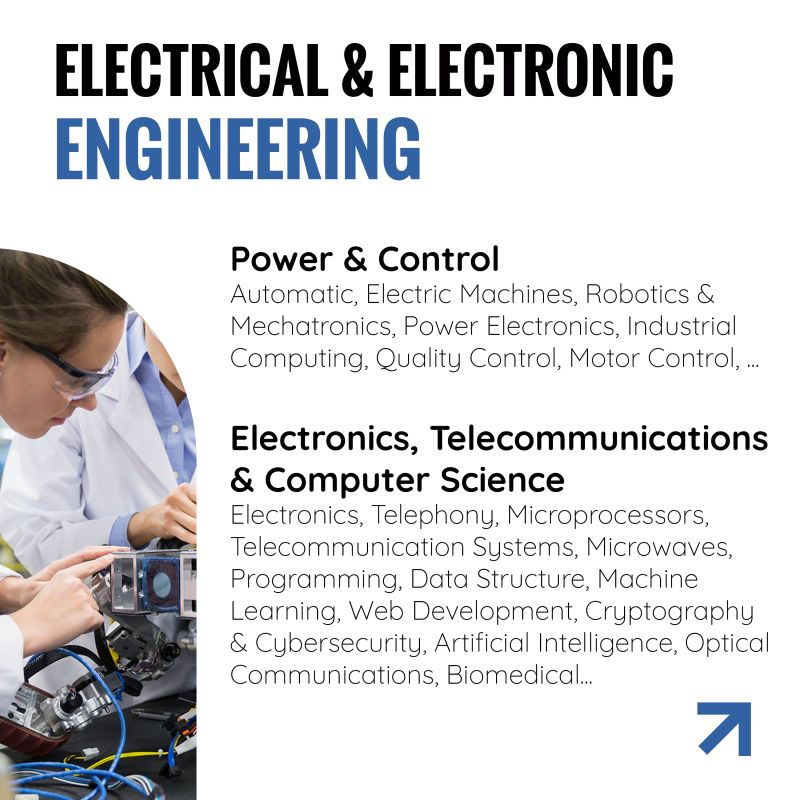 ELECTRICAL & ELECTRONIC
ENGINEERING
Power & Control
Automatic, Electric Machines, Robotics &
Mechatronics, Power Electronics, Industrial
Computing, Quality Control, Motor Control, ...
Electronics, Telecommunications
& Computer Science
Electronics, Telephony, Microprocessors,
Telecommunication Systems, Microwaves,
Programming, Data Structure, Machine
Learning, Web Development, Cryptography
& Cybersecurity, Artificial Intelligence, Optical
Communications, Biomedical...